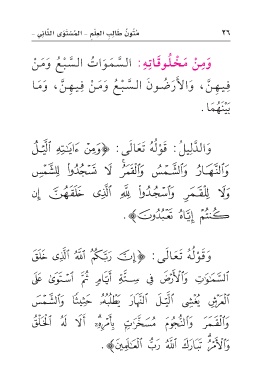 ٢٦ مُتُونُ طَالِبِ العِلْمِ - المُسْتَوَى الثَّانِي -
وَمِنْ مَخْلُوقَاتِهِ: السَّمَوَاتُ السَّبْعُ وَمَنْ
فِيهِنَّ، وَالأَرَضُونَ السَّبْعُ وَمَنْ فِيهِنَّ، وَمَا
بَيْنَهُمَا.
وَالدَّلِيلُ: قَوْلُهُ تَعَالَى: ﴿وَمِنْ ءَايَٰتِهِ ٱلَّيْلُ
وَٱلنَّهَارُ وَٱلشَّمْسُ وَٱلْقَمَرُۚ لَا تَسْجُدُوا۟ لِلشَّمْسِ
وَلَا لِلْقَمَرِ وَٱسْجُدُوا۟ لِلَّهِ ٱلَّذِى خَلَقَهُنَّ إِن
كُنتُمْ إِيَّاهُ تَعْبُدُونَ﴾.
وَقَوْلُهُ تَعَالَى: ﴿إِنَّ رَبَّكُمُ ٱللَّهُ ٱلَّذِى خَلَقَ
ٱلسَّمَٰوَٰتِ وَٱلْأَرْضَ فِى سِتَّةِ أَيَّامٍ ثُمَّ ٱسْتَوَىٰ عَلَى
ٱلْعَرْشِ يُغْشِى ٱلَّيْلَ ٱلنَّهَارَ يَطْلُبُهُۥ حَثِيثًا وَٱلشَّمْسَ
وَٱلْقَمَرَ وَٱلنُّجُومَ مُسَخَّرَٰتٍۭ بِأَمْرِهِۦٓ أَلَا لَهُ ٱلْخَلْقُ
وَٱلْأَمْرُۗ تَبَارَكَ ٱللَّهُ رَبُّ ٱلْعَٰلَمِينَ﴾.